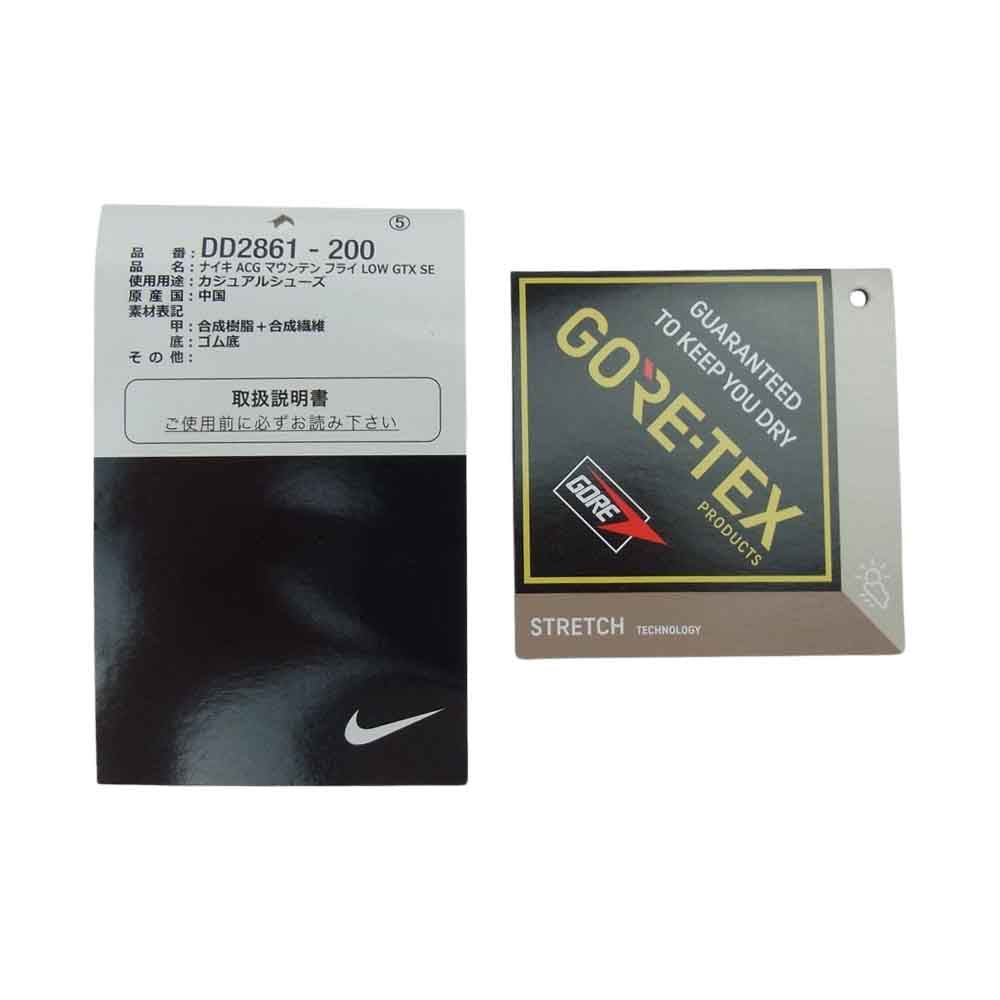 ⑤
品 番：DD2861 - 200
品 名：ナイキ ACG マウンテン フライ LOW GTX SE
使用用途：カジュアルシューズ
原 産 国：中国
素材表記
甲：合成樹脂＋合成繊維
底：ゴム底
そ の 他：
取扱説明書
ご使用前に必ずお読み下さい
GUARANTEED
TO KEEP YOU DRY
GORE-TEX
PRODUCTS
GORE
STRETCH TECHNOLOGY